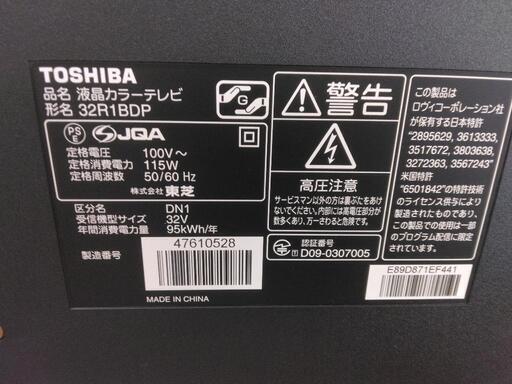 TOSHIBA
品名 液晶カラーテレビ
形名 32R1BDP
PS
E
JQA
定格電圧 100V～
定格消費電力 115W
定格周波数 50/60 Hz
株式会社 東芝
区分名 DN1
受信機型サイズ 32V
年間消費電力量 95kWh/年
47610528
製造番号
MADE IN CHINA
G
警告
高圧注意
サービスマン以外の方は裏ぶたをあけ
ないでください。内部には高電圧部分が
数多くあり、万一さわると危険です。
認証番号
D09-0307005
この製品は
ロヴィコーポレーション社
が保有する日本特許
"2895629, 3613333,
3517672, 3803638,
3272363, 3567243"
米国特許
"6501842"の特許技術
のライセンス供与により
製造されました。また、
この製品での使用は一部
のプログラム配信に限定
されます。
E89D871EF441